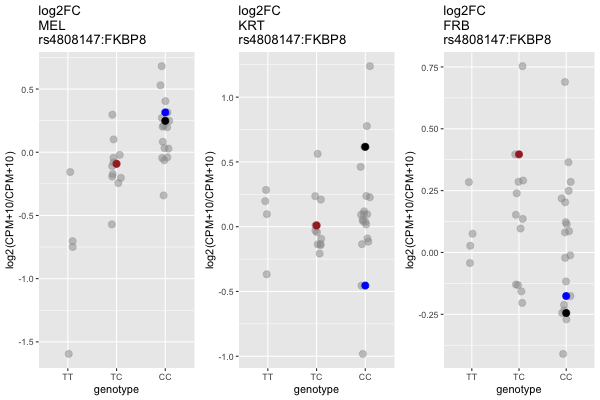 log2FC
MEL
rs4808147:FKBP8
log2(CPM+10/CPM+10)
0.5
0.0
-0.5
-1.0
-1.5
TT TC CC
genotype
log2FC
KRT
rs4808147:FKBP8
log2(CPM+10/CPM+10)
1.0
0.5
0.0
-0.5
-1.0
TT TC CC
genotype
log2FC
FRB
rs4808147:FKBP8
log2(CPM+10/CPM+10)
0.75
0.50
0.25
0.00
-0.25
TT TC CC
genotype